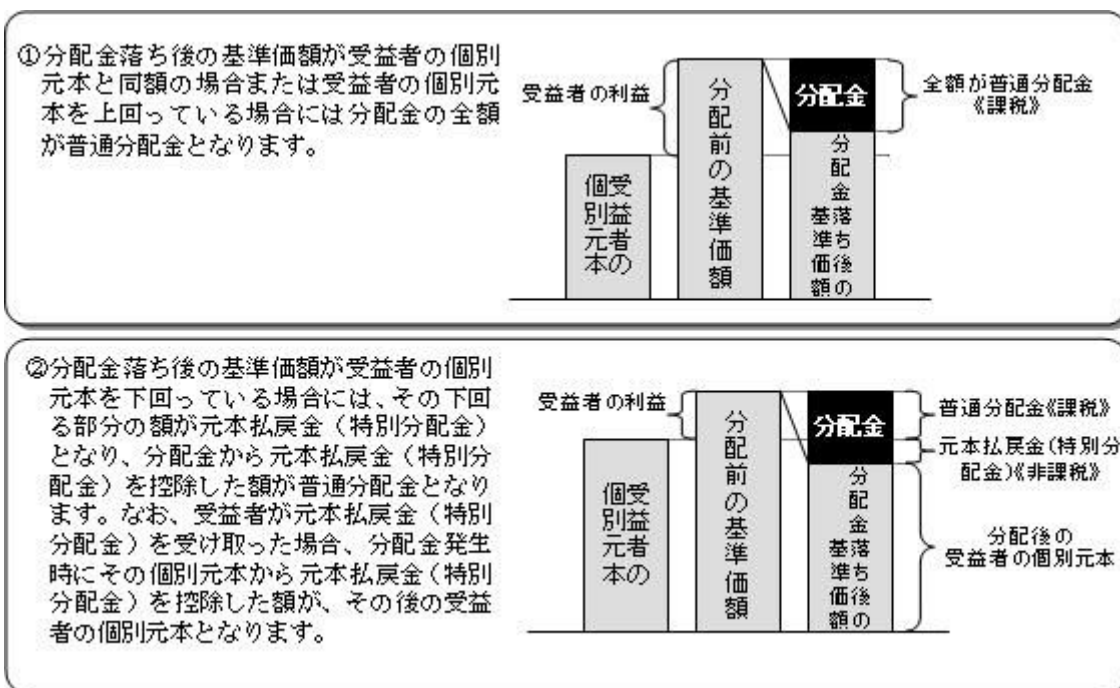 ①分配金落ち後の基準価額が受益者の個別
元本と同額の場合または受益者の個別元
本を上回っている場合には分配金の全額
が普通分配金となります。
受益者の利益
受益者の
個別元本
分配前の基準価額
分配金
分配金落ち後の
基準価額
全額が普通分配金
《課税》
②分配金落ち後の基準価額が受益者の個別
元本を下回っている場合には、その下回
る部分の額が元本払戻金（特別分配金）
となり、分配金から元本払戻金（特別分
配金）を控除した額が普通分配金となり
ます。なお、受益者が元本払戻金（特別
分配金）を受け取った場合、分配金発生
時にその個別元本から元本払戻金（特別
分配金）を控除した額が、その後の受益
者の個別元本となります。
受益者の利益
受益者の
個別元本
分配前の基準価額
分配金
分配金落ち後の
基準価額
普通分配金《課税》
元本払戻金(特別分
配金)《非課税》
分配後の
受益者の個別元本